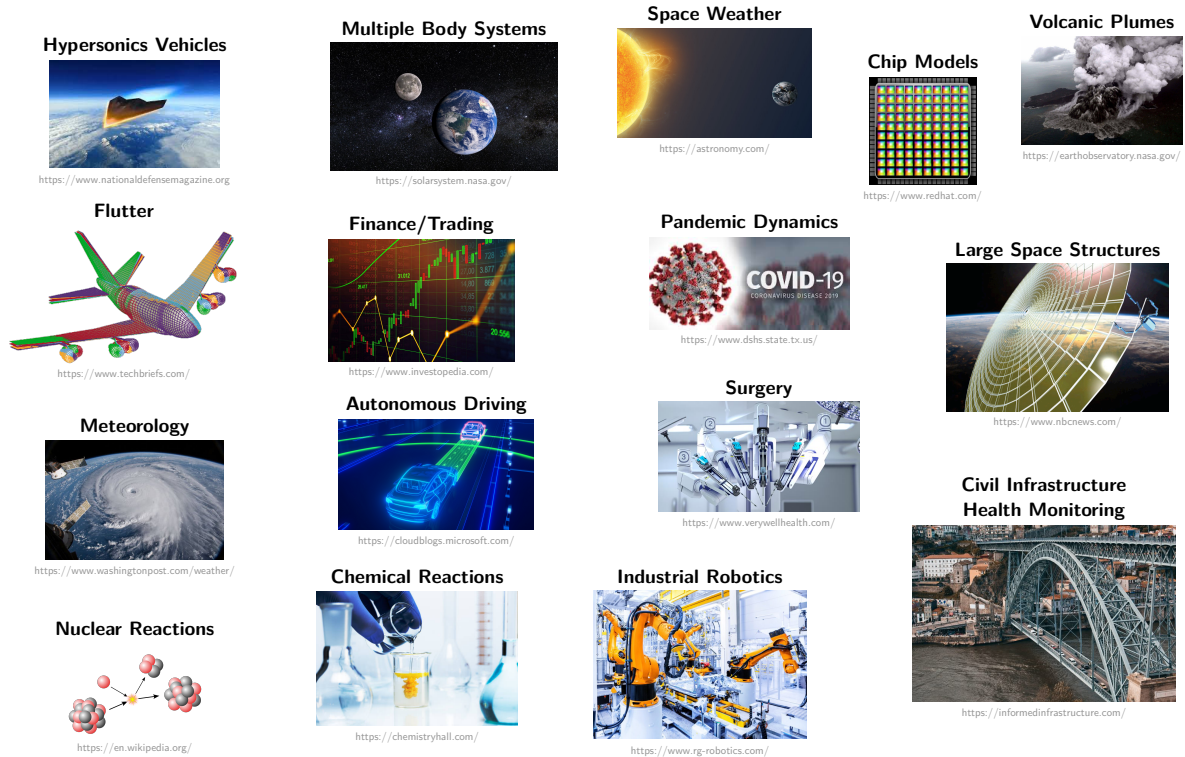 Hypersonics Vehicles
https://www.nationaldefensemagazine.org
Multiple Body Systems
https://solarsystem.nasa.gov/
Space Weather
https://astronomy.com/
Chip Models
https://www.redhat.com/
Volcanic Plumes
https://earthobservatory.nasa.gov/
Flutter
https://www.techbriefs.com/
Finance/Trading
20.556
https://www.investopedia.com/
Pandemic Dynamics
COVID-19
CORONAVIRUS DISEASE 2019
https://www.dshs.state.tx.us/
Large Space Structures
https://www.nbcnews.com/
Meteorology
https://www.washingtonpost.com/weather/
Autonomous Driving
https://cloudblogs.microsoft.com/
Surgery
2
1
3
https://www.verywellhealth.com/
Civil Infrastructure
Health Monitoring
https://informedinfrastructure.com/
Nuclear Reactions
https://en.wikipedia.org/
Chemical Reactions
https://chemistryhall.com/
Industrial Robotics
https://www.rg-robotics.com/